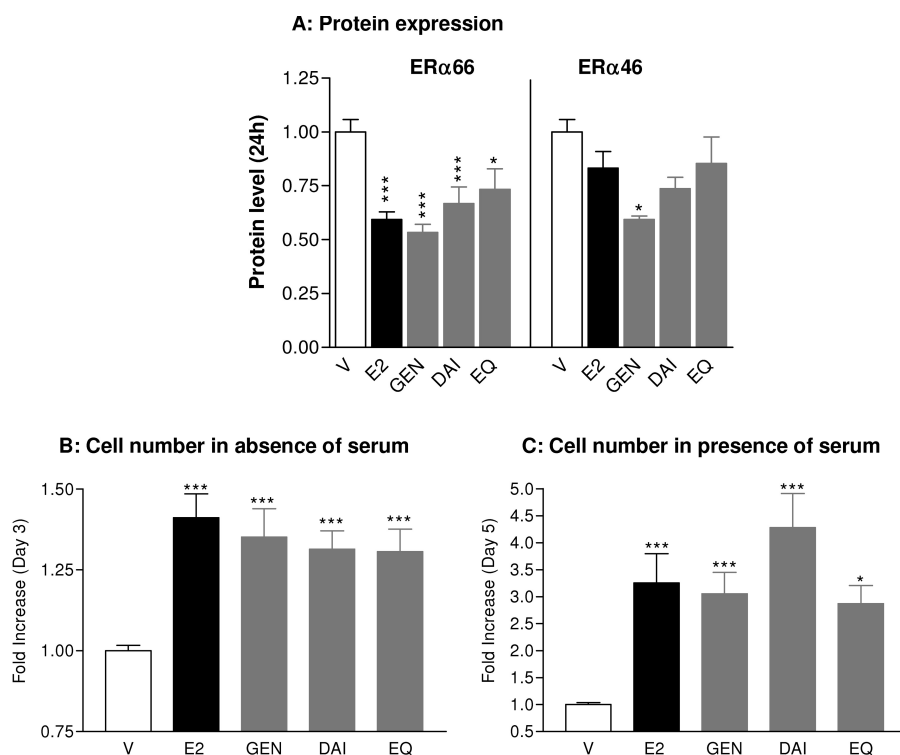 A: Protein expression
ERα66 ERα46
Protein level (24h)
1.25
1.00
0.75
0.50
0.25
0.00
*** *** *** * *
V E2 GEN DAI EQ V E2 GEN DAI EQ
B: Cell number in absence of serum
Fold Increase (Day 3)
1.50
1.25
1.00
0.75
*** *** *** ***
V E2 GEN DAI EQ
C: Cell number in presence of serum
Fold Increase (Day 5)
5.0
4.5
4.0
3.5
3.0
2.5
2.0
1.5
1.0
0.5
*** *** *** *
V E2 GEN DAI EQ